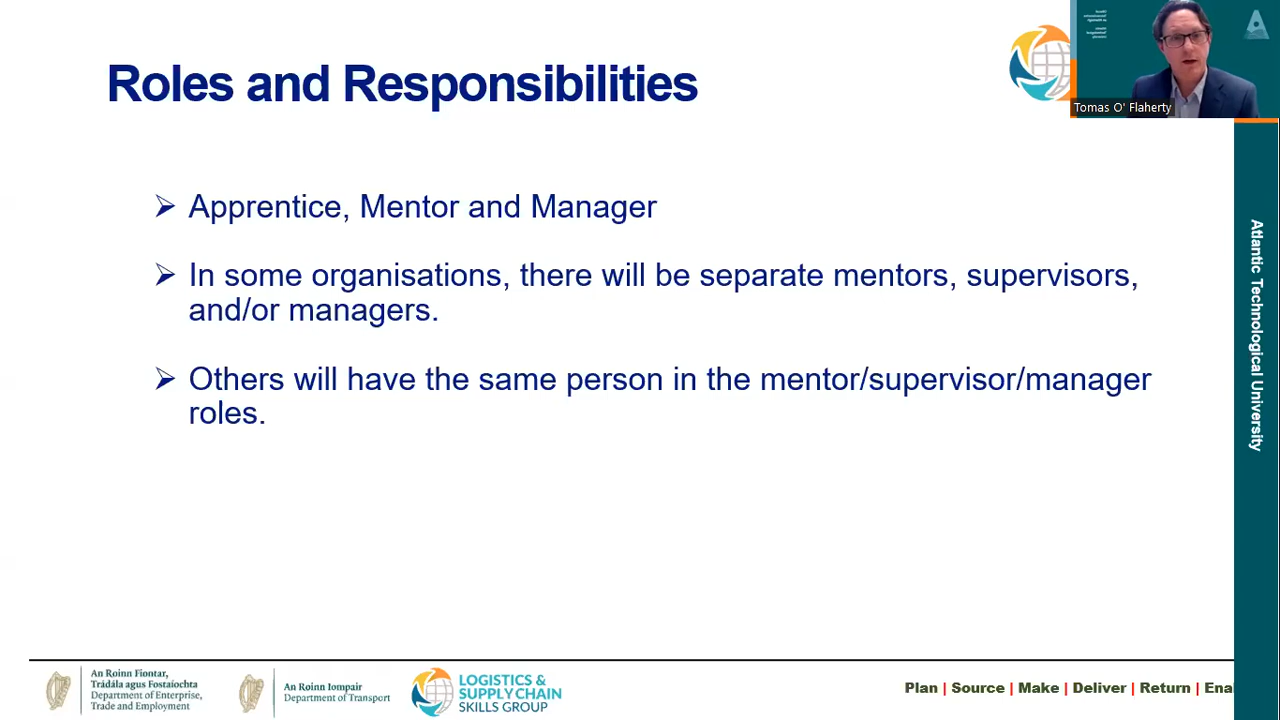 Roles and Responsibilities
Tomas O' Flaherty
Apprentice, Mentor and Manager
In some organisations, there will be separate mentors, supervisors,
and/or managers.
Others will have the same person in the mentor/supervisor/manager
roles.
Atlantic Technological University
An Roinn Fiontar,
Trádála agus Fostaíochta
Department of Enterprise,
Trade and Employment
An Roinn Iompair
Department of Transport
LOGISTICS &
SUPPLY CHAIN
SKILLS GROUP
Plan | Source | Make | Deliver | Return | Ena